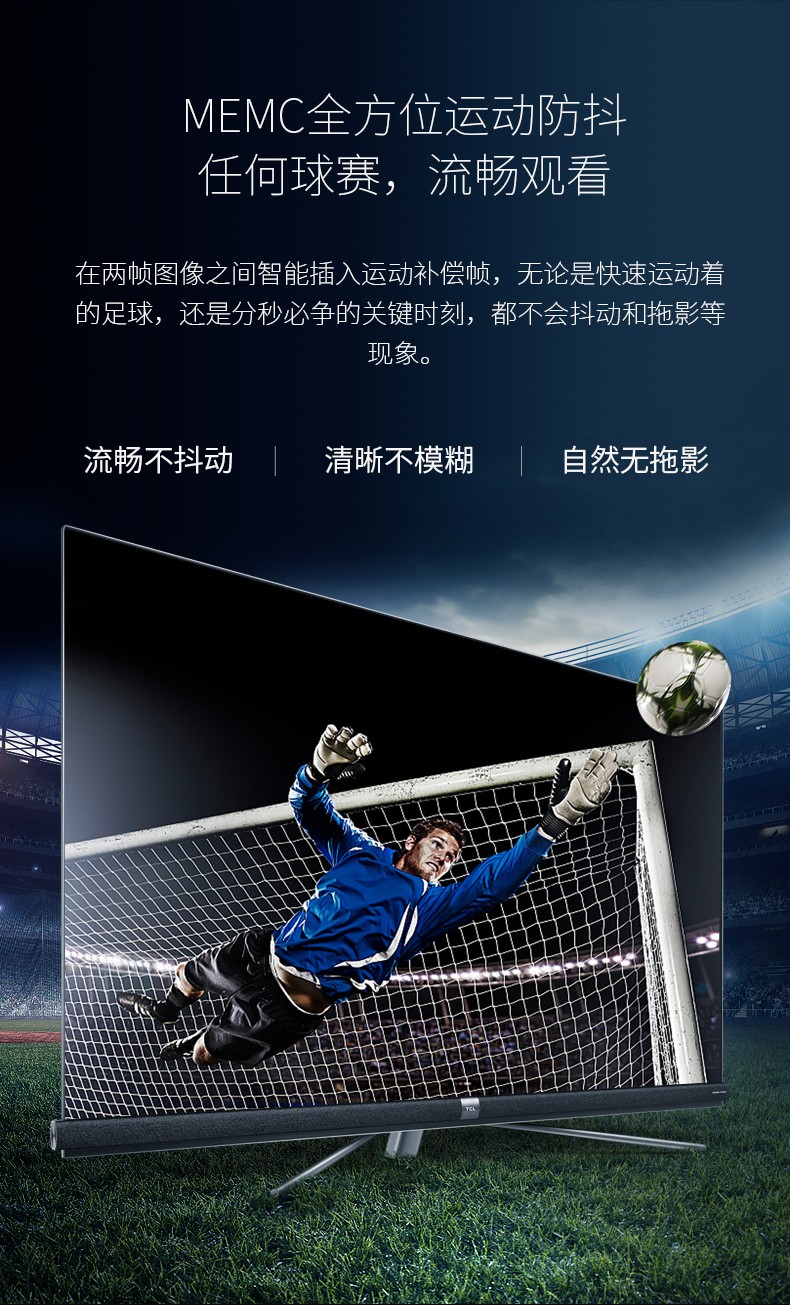 MEMC全方位运动防抖
任何球赛，流畅观看
在两帧图像之间智能插入运动补偿帧，无论是快速运动着
的足球，还是分秒必争的关键时刻，都不会抖动和拖影等
现象。
流畅不抖动
清晰不模糊
自然无拖影
TCL